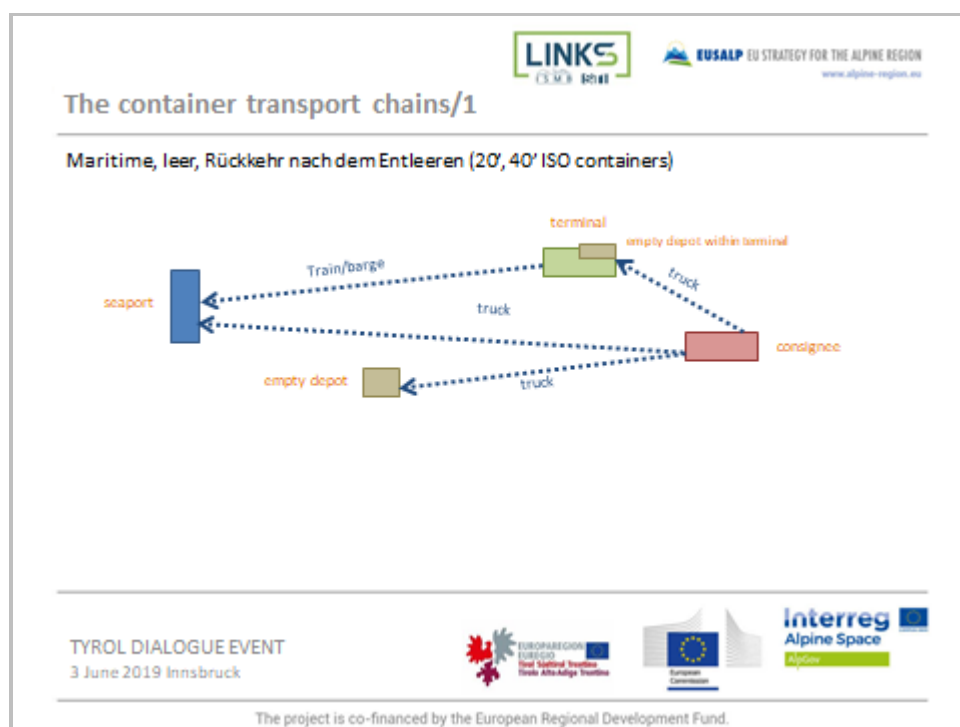 LINKS
EUSALP EU STRATEGY FOR THE ALPINE REGION
www.alpine-region.eu
The container transport chains/1
Maritime, leer, Rückkehr nach dem Entleeren (20', 40' ISO containers)
terminal
empty depot within terminal
Train/barge
truck
seaport
truck
consignee
empty depot
truck
TYROL DIALOGUE EVENT
3 June 2019 Innsbruck
EUROPAREGION
EUREGIO
Tirol Südtirol Trentino
Tirolo Alto Adige Trentino
European
Commission
Interreg
Alpine Space
AlpGov
The project is co-financed by the European Regional Development Fund.